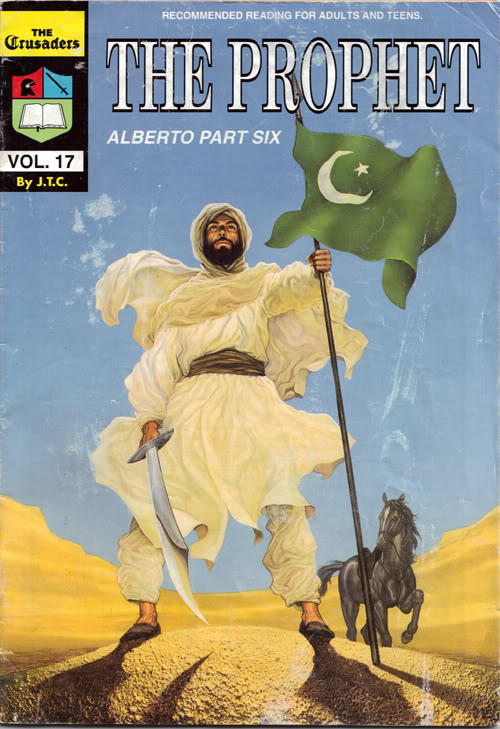 RECOMMENDED READING FOR ADULTS AND TEENS.
THE
Crusaders
THE PROPHET
ALBERTO PART SIX
VOL. 17
By J.T.C.